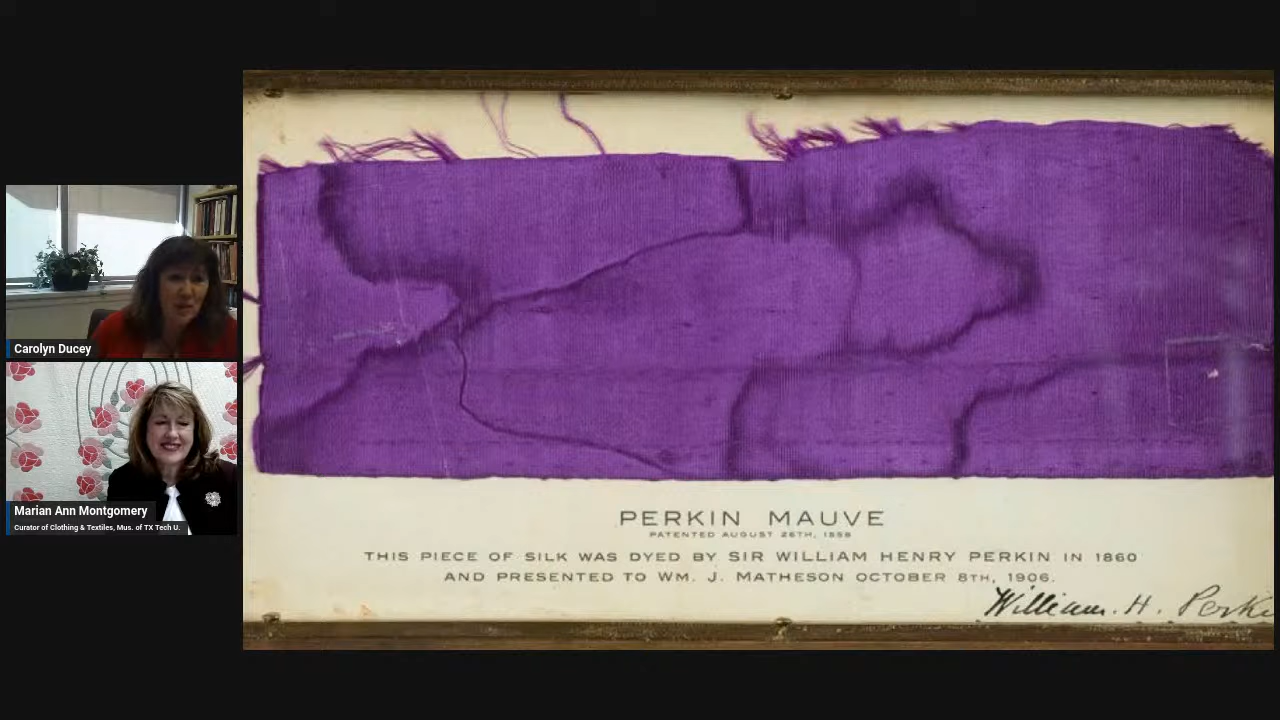 Carolyn Ducey
Marian Ann Montgomery
Curator of Clothing & Textiles, Mus. of TX Tech U.
PERKIN MAUVE
PATENTED AUGUST 26TH, 1856
THIS PIECE OF SILK WAS DYED BY SIR WILLIAM HENRY PERKIN IN 1860
AND PRESENTED TO WM. J. MATHESON OCTOBER 8TH, 1906.
William. H. Perki